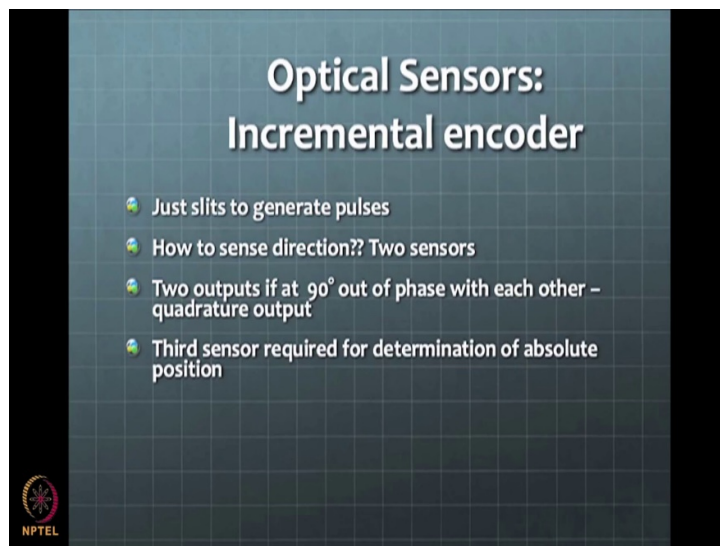 Optical Sensors:
Incremental encoder
Just slits to generate pulses
How to sense direction?? Two sensors
Two outputs if at 90° out of phase with each other –
quadrature output
Third sensor required for determination of absolute
position
NPTEL